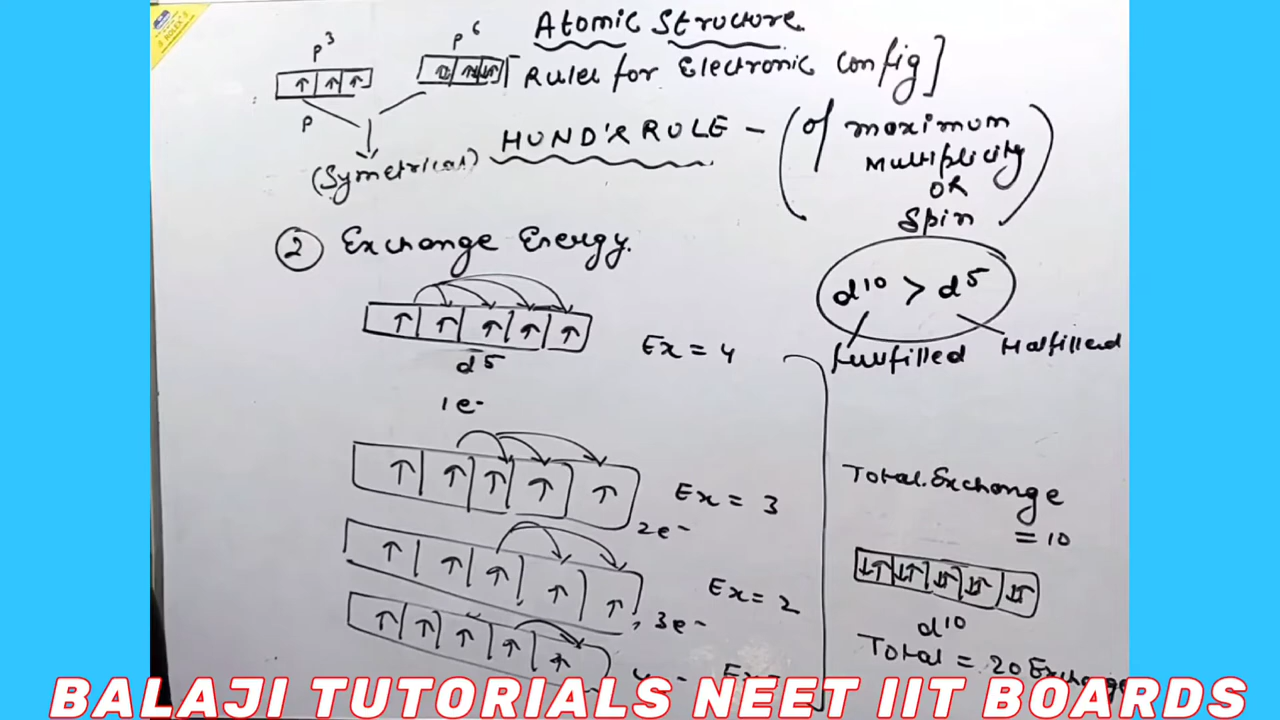 Atomic Structure
p3
p6
Rules for Electronic Config]
P
HUND'S RULE - (of maximum
Multiplicity
OR
Spin
(Symetrical)
② Exchange Energy.
d10 > d5
Fullfilled
Halfilled
Ex = 4
d5
1e-
Ex = 3
2e-
Total Exchange
= 10
Ex = 2
3e-
d10
Total = 20 Exchange
BALAJI TUTORIALS NEET IIT BOARDS